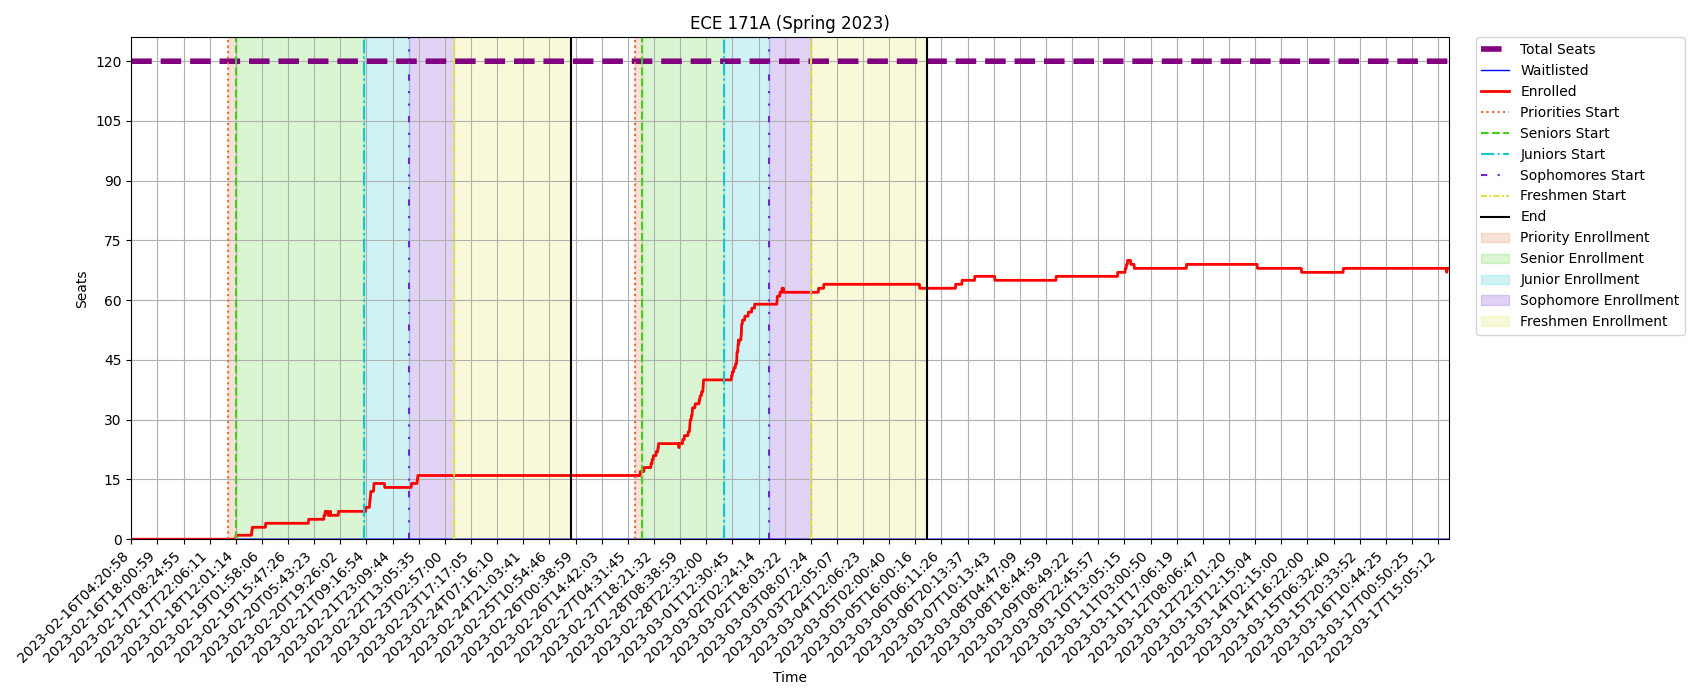 ECE 171A (Spring 2023)
Seats
120
105
90
75
60
45
30
15
0
2023-02-16T04:20:58
2023-02-16T18:00:59
2023-02-17T08:24:55
2023-02-17T22:06:11
2023-02-18T12:01:14
2023-02-19T01:58:06
2023-02-19T15:47:26
2023-02-20T05:43:23
2023-02-20T19:26:02
2023-02-21T09:16:54
2023-02-21T23:09:44
2023-02-22T13:05:35
2023-02-23T03:57:00
2023-02-23T17:17:05
2023-02-24T07:16:10
2023-02-24T21:03:41
2023-02-25T10:54:46
2023-02-26T00:38:59
2023-02-26T14:42:03
2023-02-27T04:31:45
2023-02-27T18:21:32
2023-02-28T08:38:59
2023-02-28T22:32:00
2023-03-01T12:30:45
2023-03-02T02:24:14
2023-03-02T18:03:22
2023-03-03T08:07:24
2023-03-03T22:05:07
2023-03-04T12:06:23
2023-03-05T02:00:40
2023-03-05T16:00:16
2023-03-06T06:11:26
2023-03-06T20:13:37
2023-03-07T10:13:43
2023-03-08T04:47:09
2023-03-08T18:44:59
2023-03-09T08:49:22
2023-03-09T22:45:57
2023-03-10T13:05:15
2023-03-11T03:00:50
2023-03-11T17:06:19
2023-03-12T08:06:47
2023-03-12T22:01:20
2023-03-13T12:15:04
2023-03-14T02:15:00
2023-03-14T16:22:00
2023-03-15T06:32:40
2023-03-15T20:33:52
2023-03-16T10:44:25
2023-03-17T00:50:25
2023-03-17T15:05:12
Time
Total Seats
Waitlisted
Enrolled
Priorities Start
Seniors Start
Juniors Start
Sophomores Start
Freshmen Start
End
Priority Enrollment
Senior Enrollment
Junior Enrollment
Sophomore Enrollment
Freshmen Enrollment